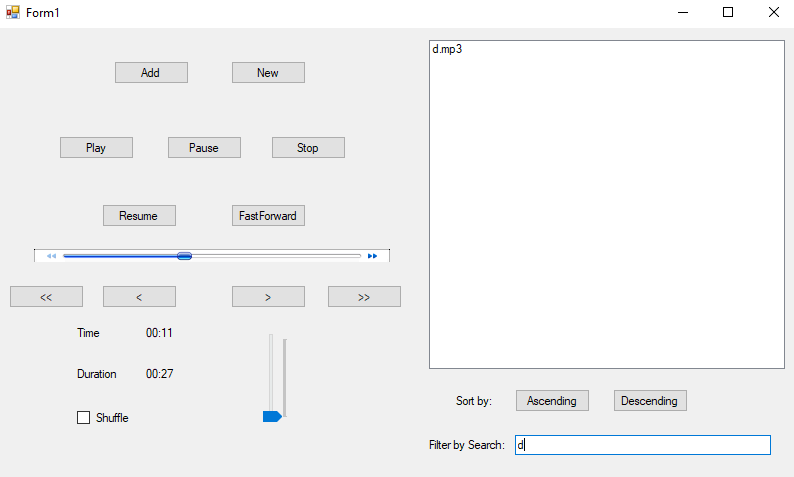 Form1
Add
New
Play
Pause
Stop
Resume
FastForward
<<
<
>
>>
Time
00:11
Duration
00:27
Shuffle
d.mp3
Sort by:
Ascending
Descending
Filter by Search:
d